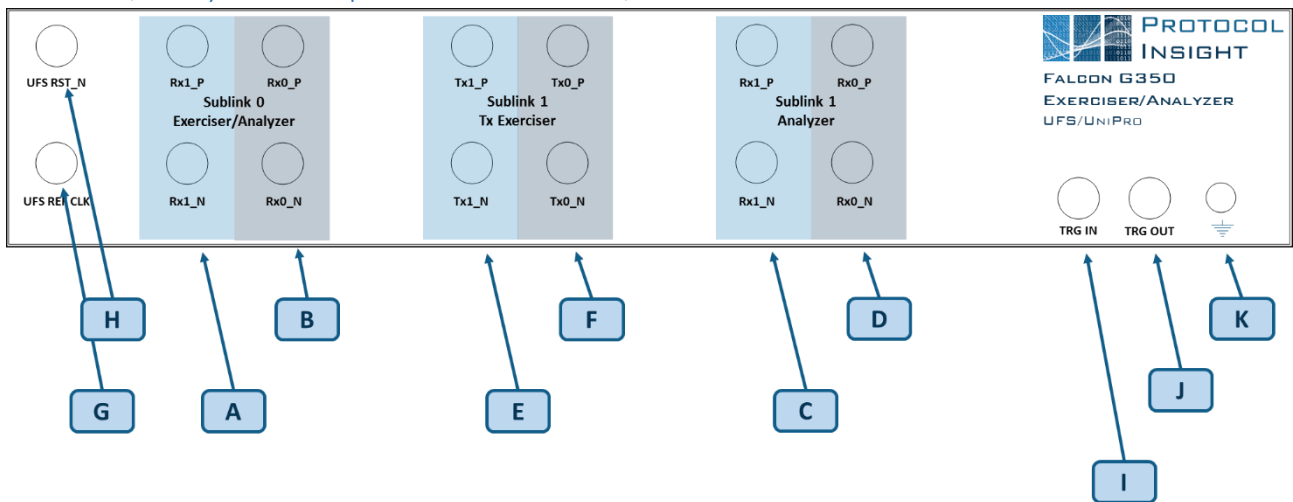 PROTOCOL
INSIGHT
FALCON G350
EXERCISER/ANALYZER
UFS/UNIPRO
UFS RST_N
Rx1_P
Rx0_P
Sublink 0
Exerciser/Analyzer
Tx1_P
Tx0_P
Sublink 1
Tx Exerciser
Rx1_P
Rx0_P
Sublink 1
Analyzer
UFS REF CLK
Rx1_N
Rx0_N
Tx1_N
Tx0_N
Rx1_N
Rx0_N
TRG IN
TRG OUT
H
B
F
D
K
G
A
E
C
J
I